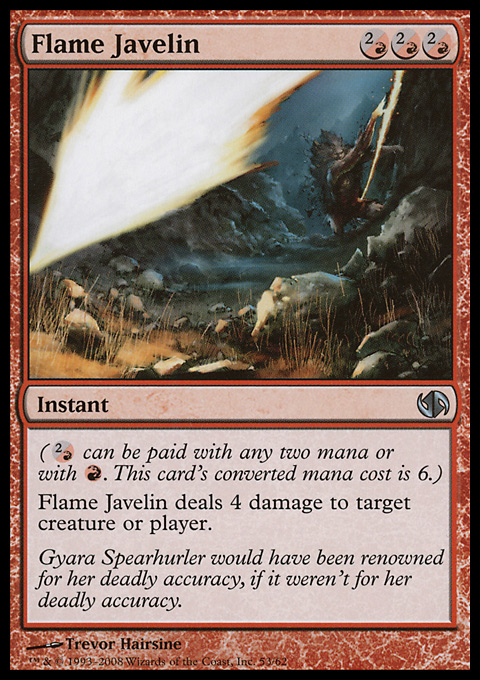 Flame Javelin 2 2 2
Instant
( 2 can be paid with any two mana or
with . This card's converted mana cost is 6.)
Flame Javelin deals 4 damage to target
creature or player.
Gyara Spearhurler would have been renowned
for her deadly accuracy, if it weren't for her
deadly accuracy.
Trevor Hairsine
™ & © 1993–2008 Wizards of the Coast, Inc. 53/62